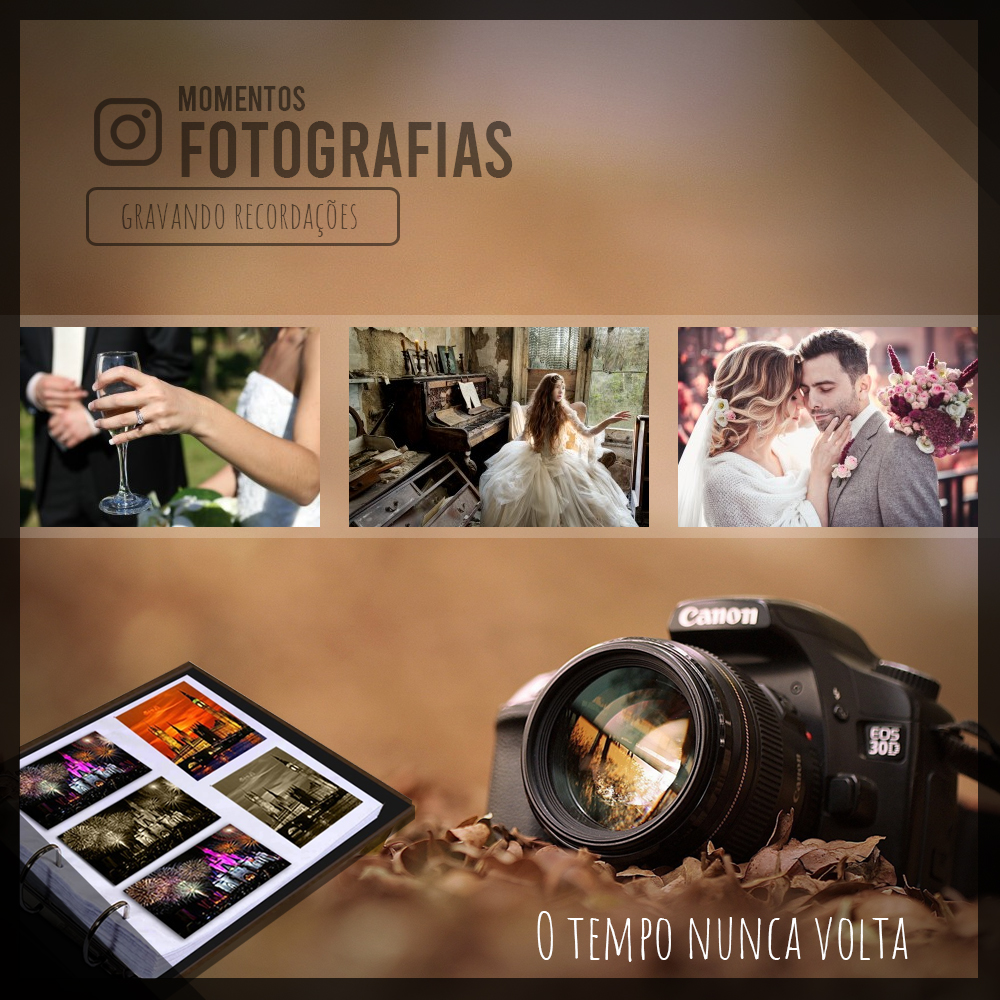 MOMENTOS
FOTOGRAFIAS
GRAVANDO RECORDAÇÕES
Canon
EOS
30D
O TEMPO NUNCA VOLTA